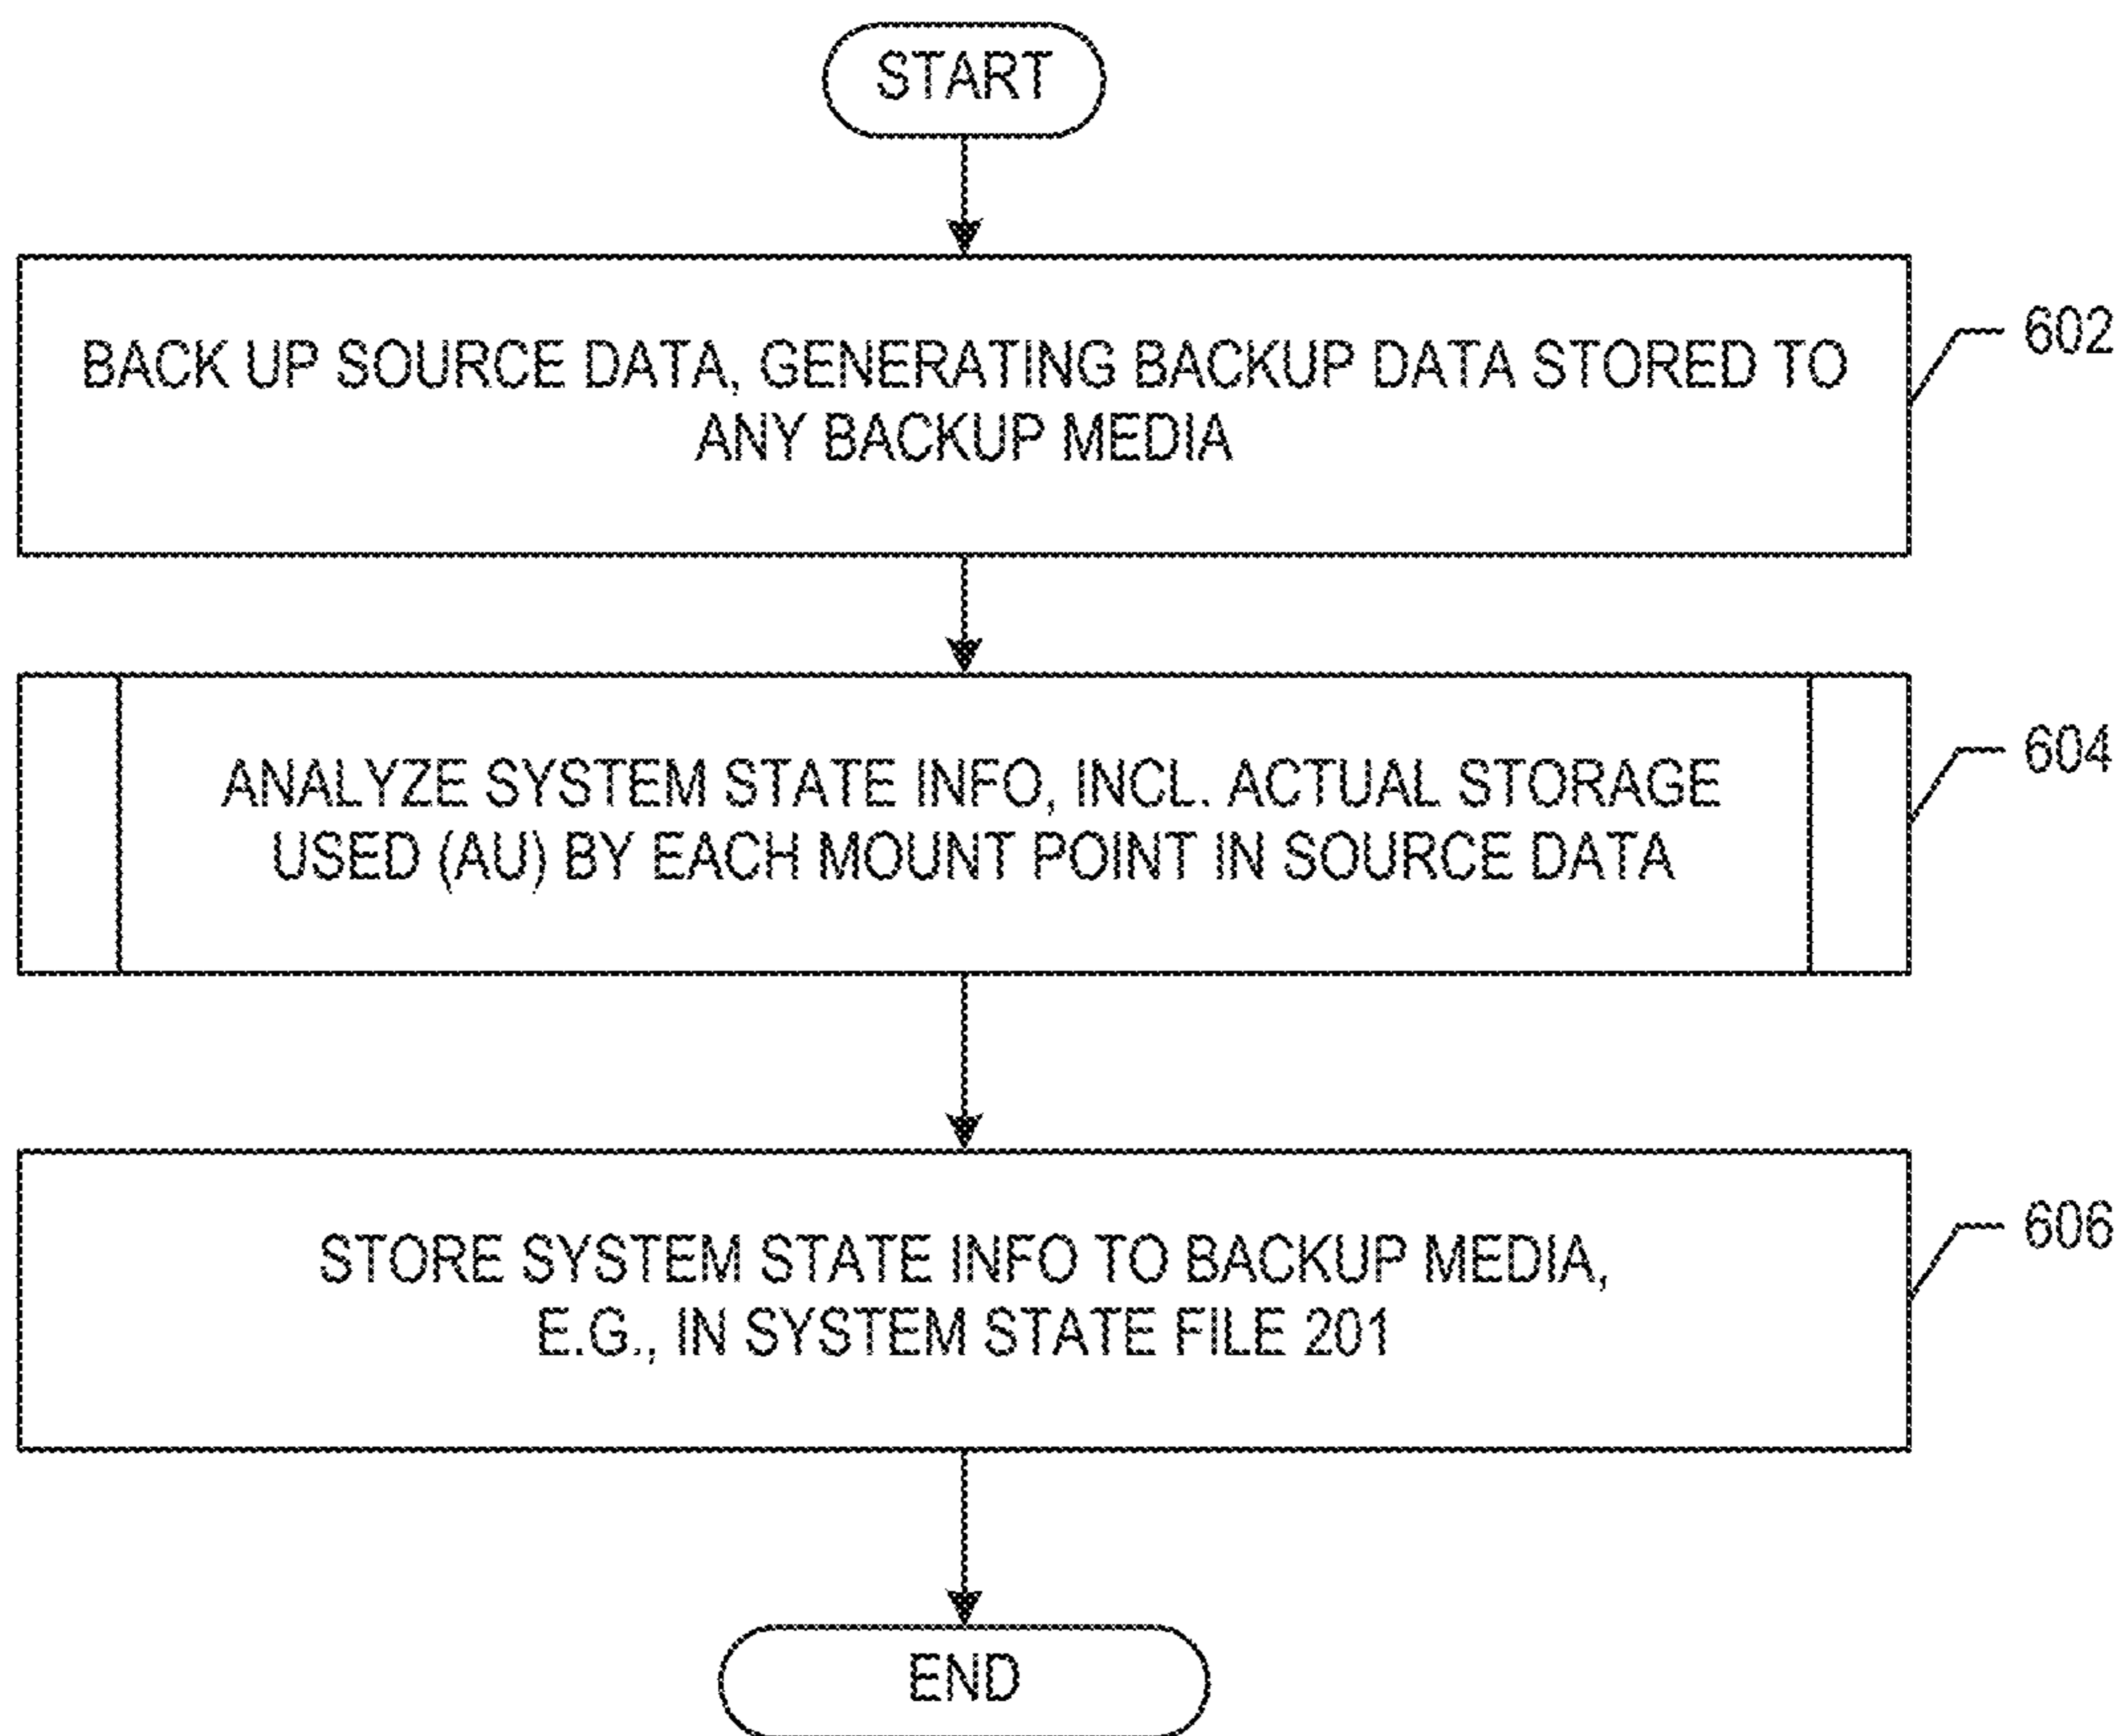 START
BACK UP SOURCE DATA, GENERATING BACKUP DATA STORED TO
ANY BACKUP MEDIA
602
ANALYZE SYSTEM STATE INFO, INCL. ACTUAL STORAGE
USED (AU) BY EACH MOUNT POINT IN SOURCE DATA
604
STORE SYSTEM STATE INFO TO BACKUP MEDIA,
E.G., IN SYSTEM STATE FILE 201
606
END